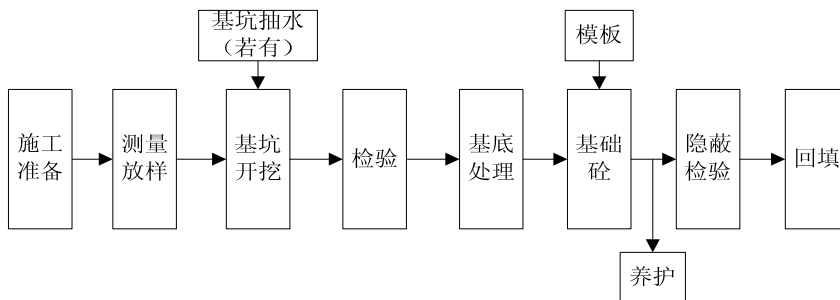 基坑抽水
（若有）
模板
施工
准备
测量
放样
基坑
开挖
检验
基底
处理
基础
砼
隐蔽
检验
回填
养护